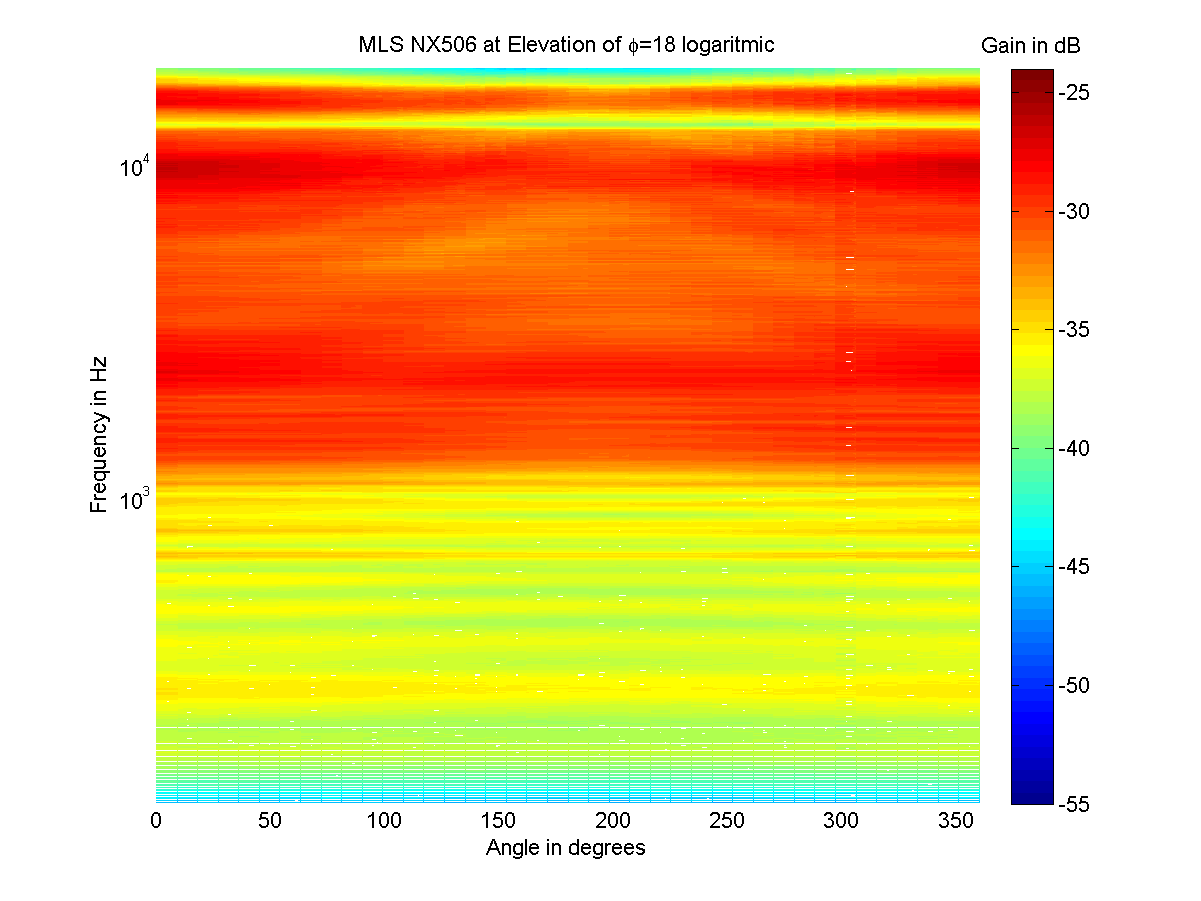 MLS NX506 at Elevation of ϕ=18 logaritmic
Gain in dB
-25
-30
-35
-40
-45
-50
-55
Frequency in Hz
10⁴
10³
0 50 100 150 200 250 300 350
Angle in degrees